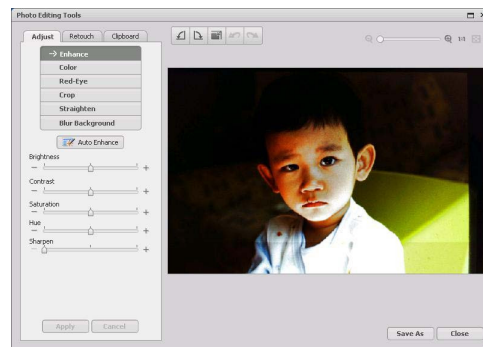 Photo Editing Tools
Adjust Retouch Clipboard
Enhance
Color
Red-Eye
Crop
Straighten
Blur Background
Auto Enhance
Brightness
Contrast
Saturation
Hue
Sharpen
Apply Cancel
1:1
Save As Close